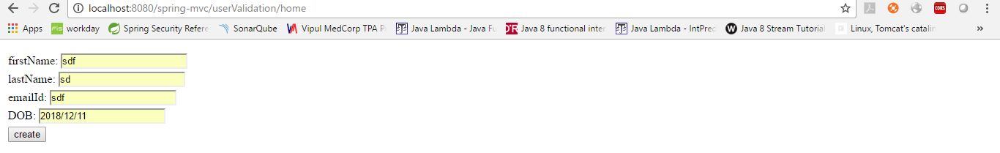 localhost:8080/spring-mvc/userValidation/home
CORS
Apps workday Spring Security Refere SonarQube Vipul MedCorp TPA P Java Lambda - Java Fu Java 8 functional inter Java Lambda - IntPred Java 8 Stream Tutorial Linux, Tomcat's catalin »
firstName: sdf
lastName: sd
emailId: sdf
DOB: 2018/12/11
create